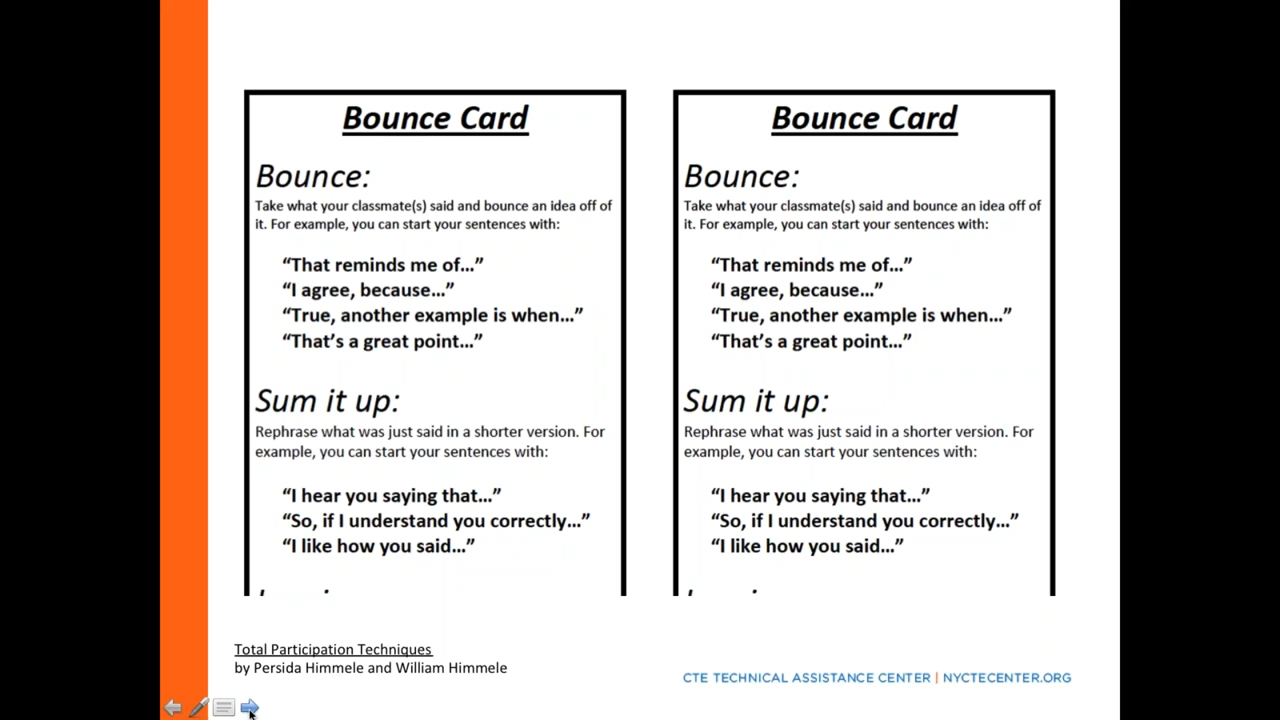 Bounce Card
Bounce:
Take what your classmate(s) said and bounce an idea off of
it. For example, you can start your sentences with:
“That reminds me of…”
“I agree, because…”
“True, another example is when…”
“That’s a great point…”
Sum it up:
Rephrase what was just said in a shorter version. For
example, you can start your sentences with:
“I hear you saying that…”
“So, if I understand you correctly…”
“I like how you said…”
Bounce Card
Bounce:
Take what your classmate(s) said and bounce an idea off of
it. For example, you can start your sentences with:
“That reminds me of…”
“I agree, because…”
“True, another example is when…”
“That’s a great point…”
Sum it up:
Rephrase what was just said in a shorter version. For
example, you can start your sentences with:
“I hear you saying that…”
“So, if I understand you correctly…”
“I like how you said…”
Total Participation Techniques
by Persida Himmele and William Himmele
CTE TECHNICAL ASSISTANCE CENTER | NYCTECENTER.ORG